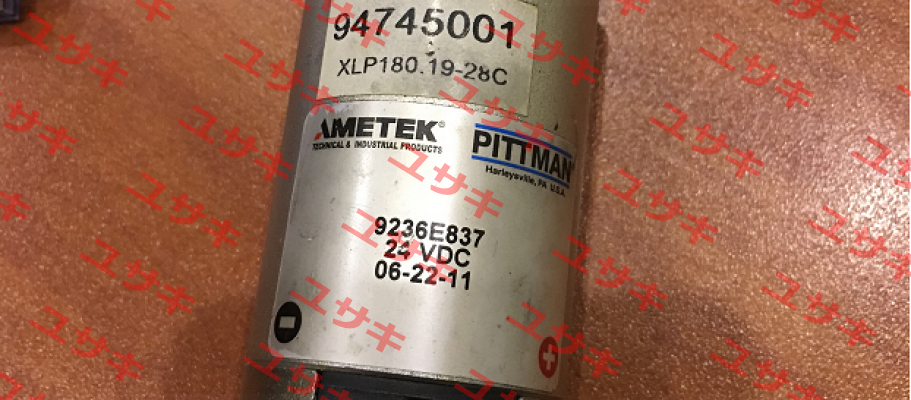 94745001
XLP180.19-28C
AMETEK®
TECHNICAL & INDUSTRIAL PRODUCTS
PITTMAN®
Harleysville, PA U.S.A.
9236E837
24 VDC
06-22-11
ユサキ